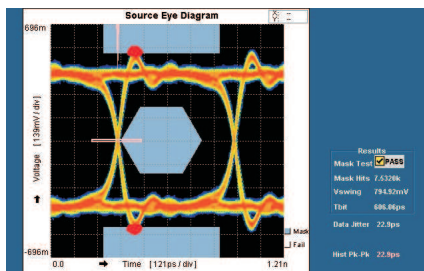 Source Eye Diagram
X: --
Y: --
696m
Voltage [139mV / div]
-696m
0.0
Time [121ps / div]
1.21n
Mask
Fail
Results
Mask Test PASS
Mask Hits 7.5320k
Vswing 794.92mV
Tbit 606.06ps
Data Jitter 22.9ps
Hist Pk-Pk 22.9ps